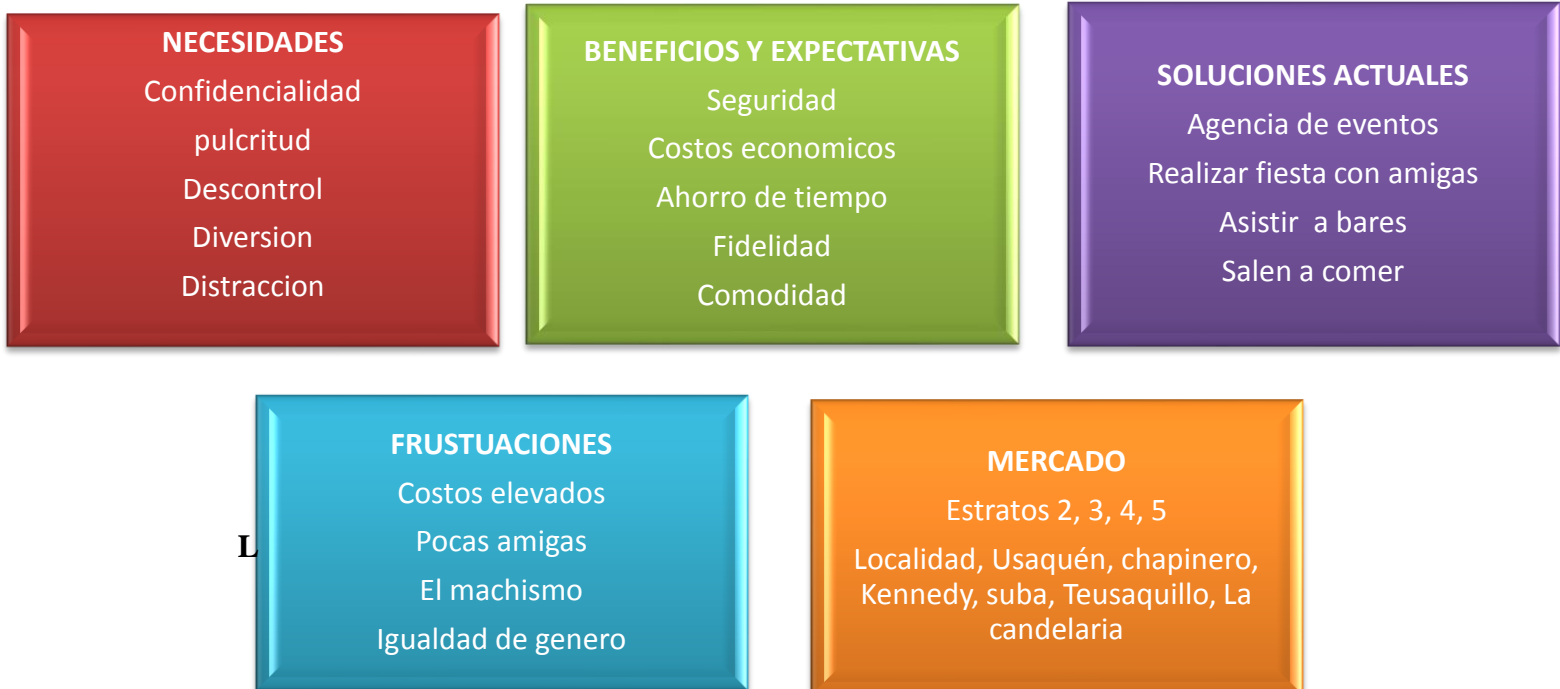 NECESIDADES
Confidencialidad
pulcritud
Descontrol
Diversion
Distraccion
BENEFICIOS Y EXPECTATIVAS
Seguridad
Costos economicos
Ahorro de tiempo
Fidelidad
Comodidad
SOLUCIONES ACTUALES
Agencia de eventos
Realizar fiesta con amigas
Asistir a bares
Salen a comer
FRUSTUACIONES
Costos elevados
Pocas amigas
El machismo
Igualdad de genero
L
MERCADO
Estratos 2, 3, 4, 5
Localidad, Usaquén, chapinero,
Kennedy, suba, Teusaquillo, La
candelaria